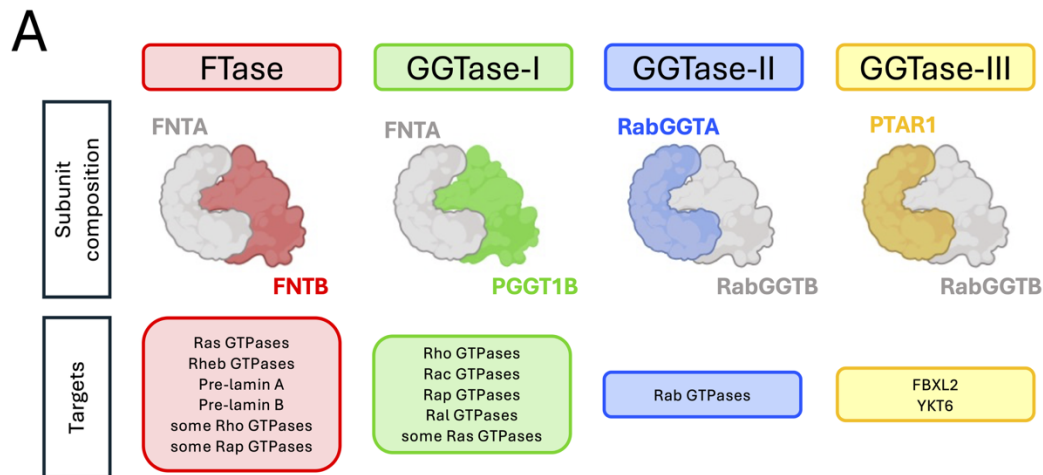 A
FTase
GGTase-I
GGTase-II
GGTase-III
Subunit
composition
FNTA
FNTA
RabGGTA
PTAR1
FNTB
PGGT1B
RabGGTB
RabGGTB
Targets
Ras GTPases
Rheb GTPases
Pre-lamin A
Pre-lamin B
some Rho GTPases
some Rap GTPases
Rho GTPases
Rac GTPases
Rap GTPases
Ral GTPases
some Ras GTPases
Rab GTPases
FBXL2
YKT6